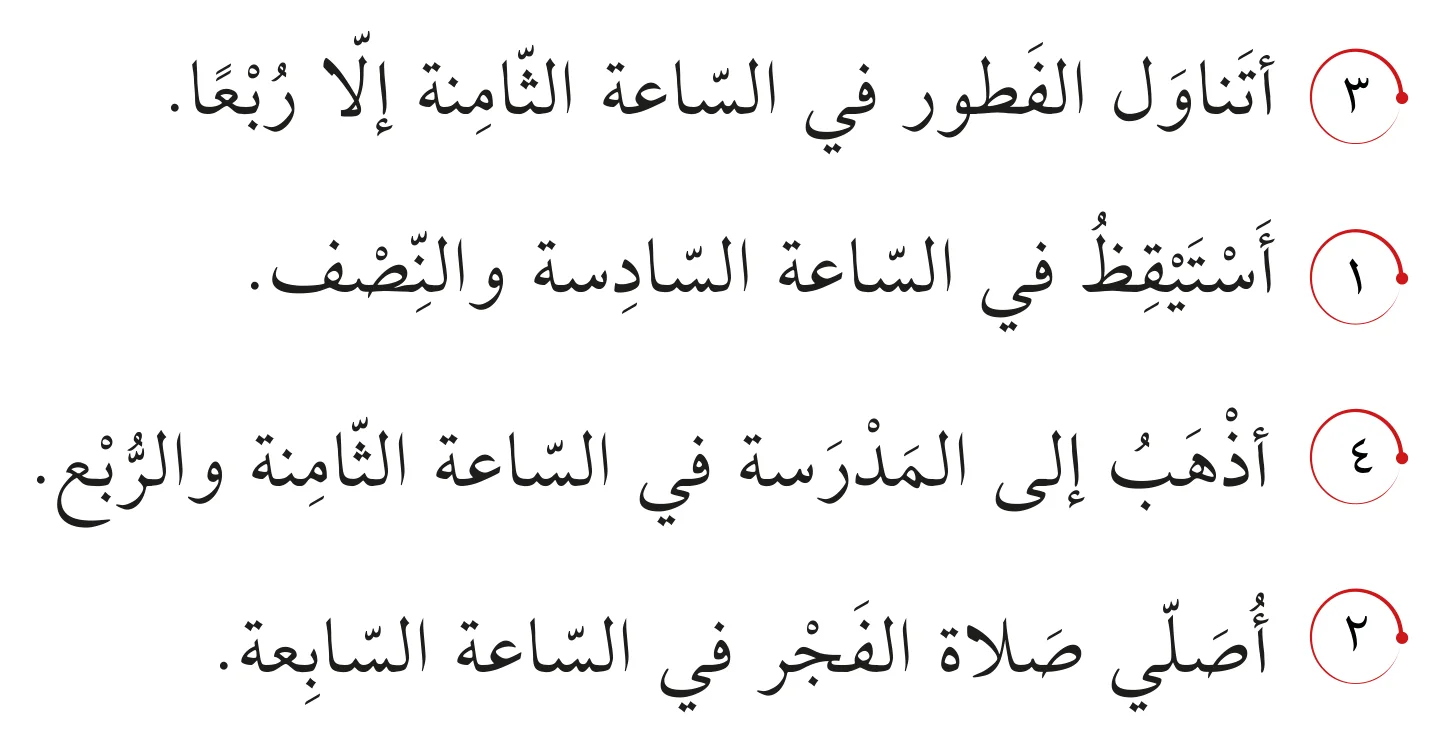 ٣ أتَناوَل الفَطور في السّاعة الثّامِنة إلّا رُبْعًا.
١ أَسْتَيْقِظُ في السّاعة السّادِسة والنِّصْف.
٤ أذْهَبُ إلى المَدْرَسة في السّاعة الثّامِنة والرُّبْع.
٢ أُصَلّي صَلاة الفَجْر في السّاعة السّابِعة.